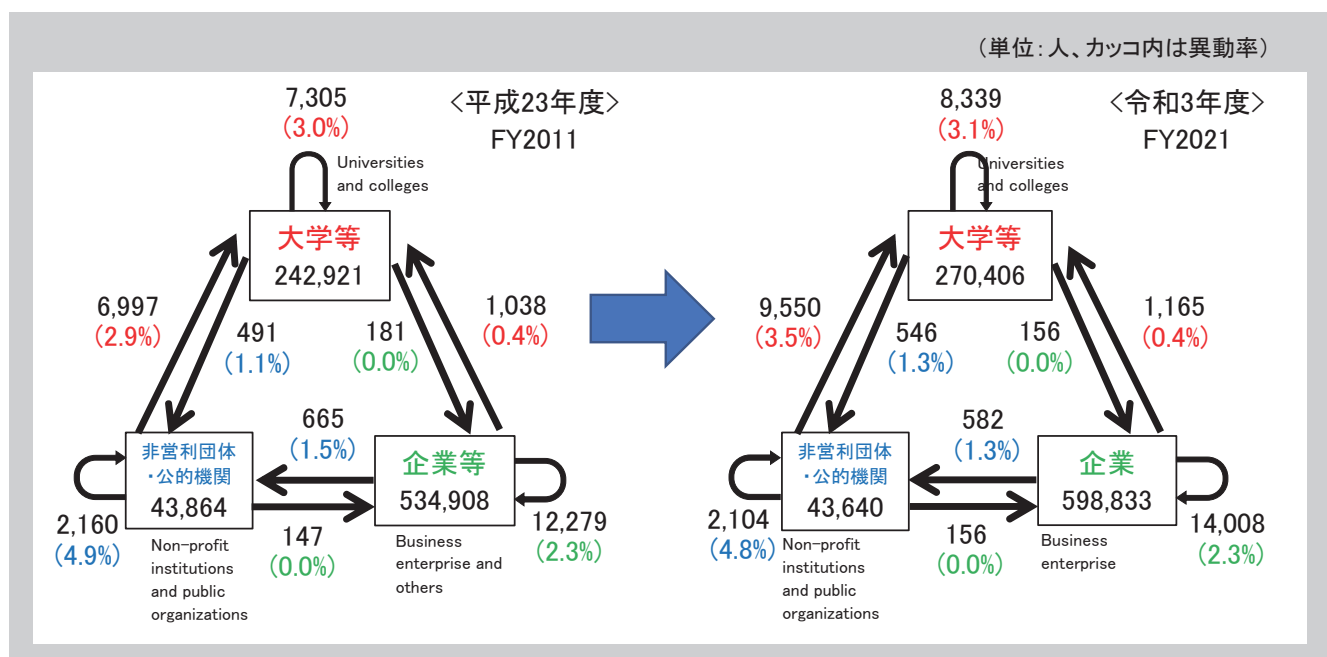 （単位：人、カッコ内は異動率）
7,305
(3.0%)
＜平成23年度＞
FY2011
Universities
and colleges
大学等
242,921
6,997
(2.9%)
491
(1.1%)
181
(0.0%)
1,038
(0.4%)
非営利団体
・公的機関
43,864
665
(1.5%)
企業等
534,908
2,160
(4.9%)
Non-profit
institutions
and public
organizations
147
(0.0%)
Business
enterprise and
others
12,279
(2.3%)
8,339
(3.1%)
＜令和3年度＞
FY2021
Universities
and colleges
大学等
270,406
9,550
(3.5%)
546
(1.3%)
156
(0.0%)
1,165
(0.4%)
非営利団体
・公的機関
43,640
582
(1.3%)
企業
598,833
2,104
(4.8%)
Non-profit
institutions
and public
organizations
156
(0.0%)
Business
enterprise
14,008
(2.3%)